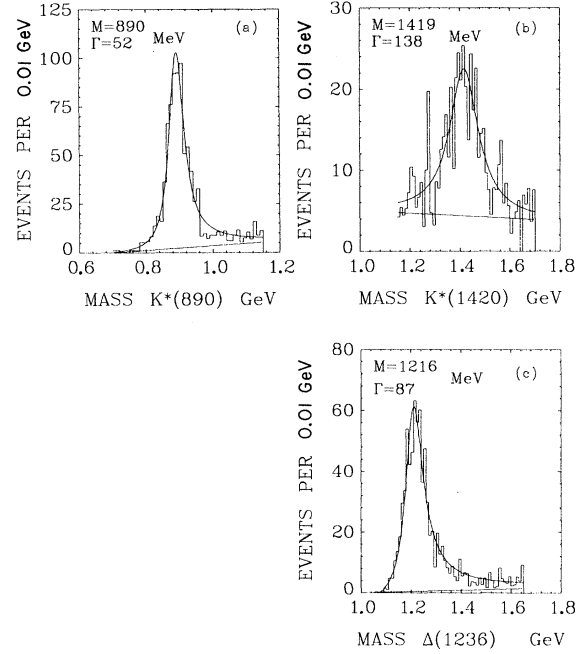 M=890
Γ=52
MeV
(a)
125
100
75
50
25
0
0.6
0.8
1.0
1.2
EVENTS PER 0.01 GeV
MASS K*(890) GeV
M=1419
Γ=138
MeV
(b)
30
20
10
0
1.0
1.2
1.4
1.6
1.8
EVENTS PER 0.01 GeV
MASS K*(1420) GeV
M=1216
Γ=87
MeV
(c)
80
60
40
20
0
1.0
1.2
1.4
1.6
1.8
EVENTS PER 0.01 GeV
MASS Δ(1236) GeV